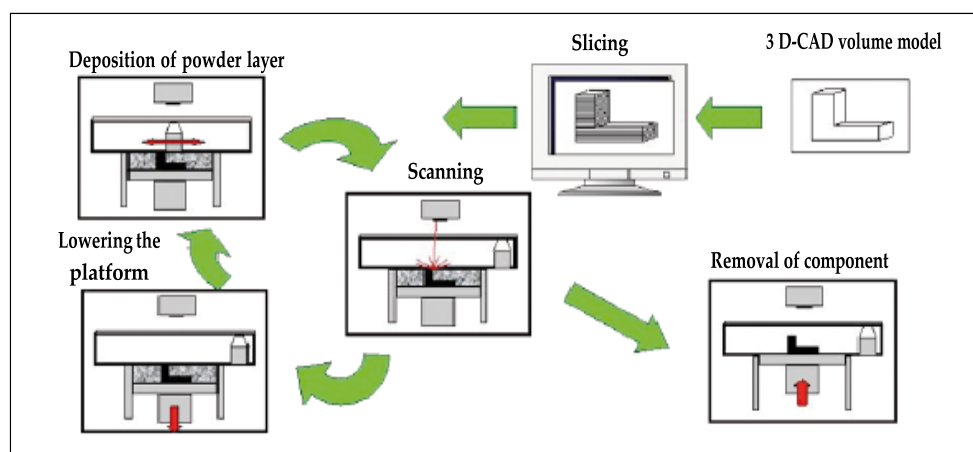 Slicing
3 D-CAD volume model
Deposition of powder layer
Scanning
Lowering the
platform
Removal of component